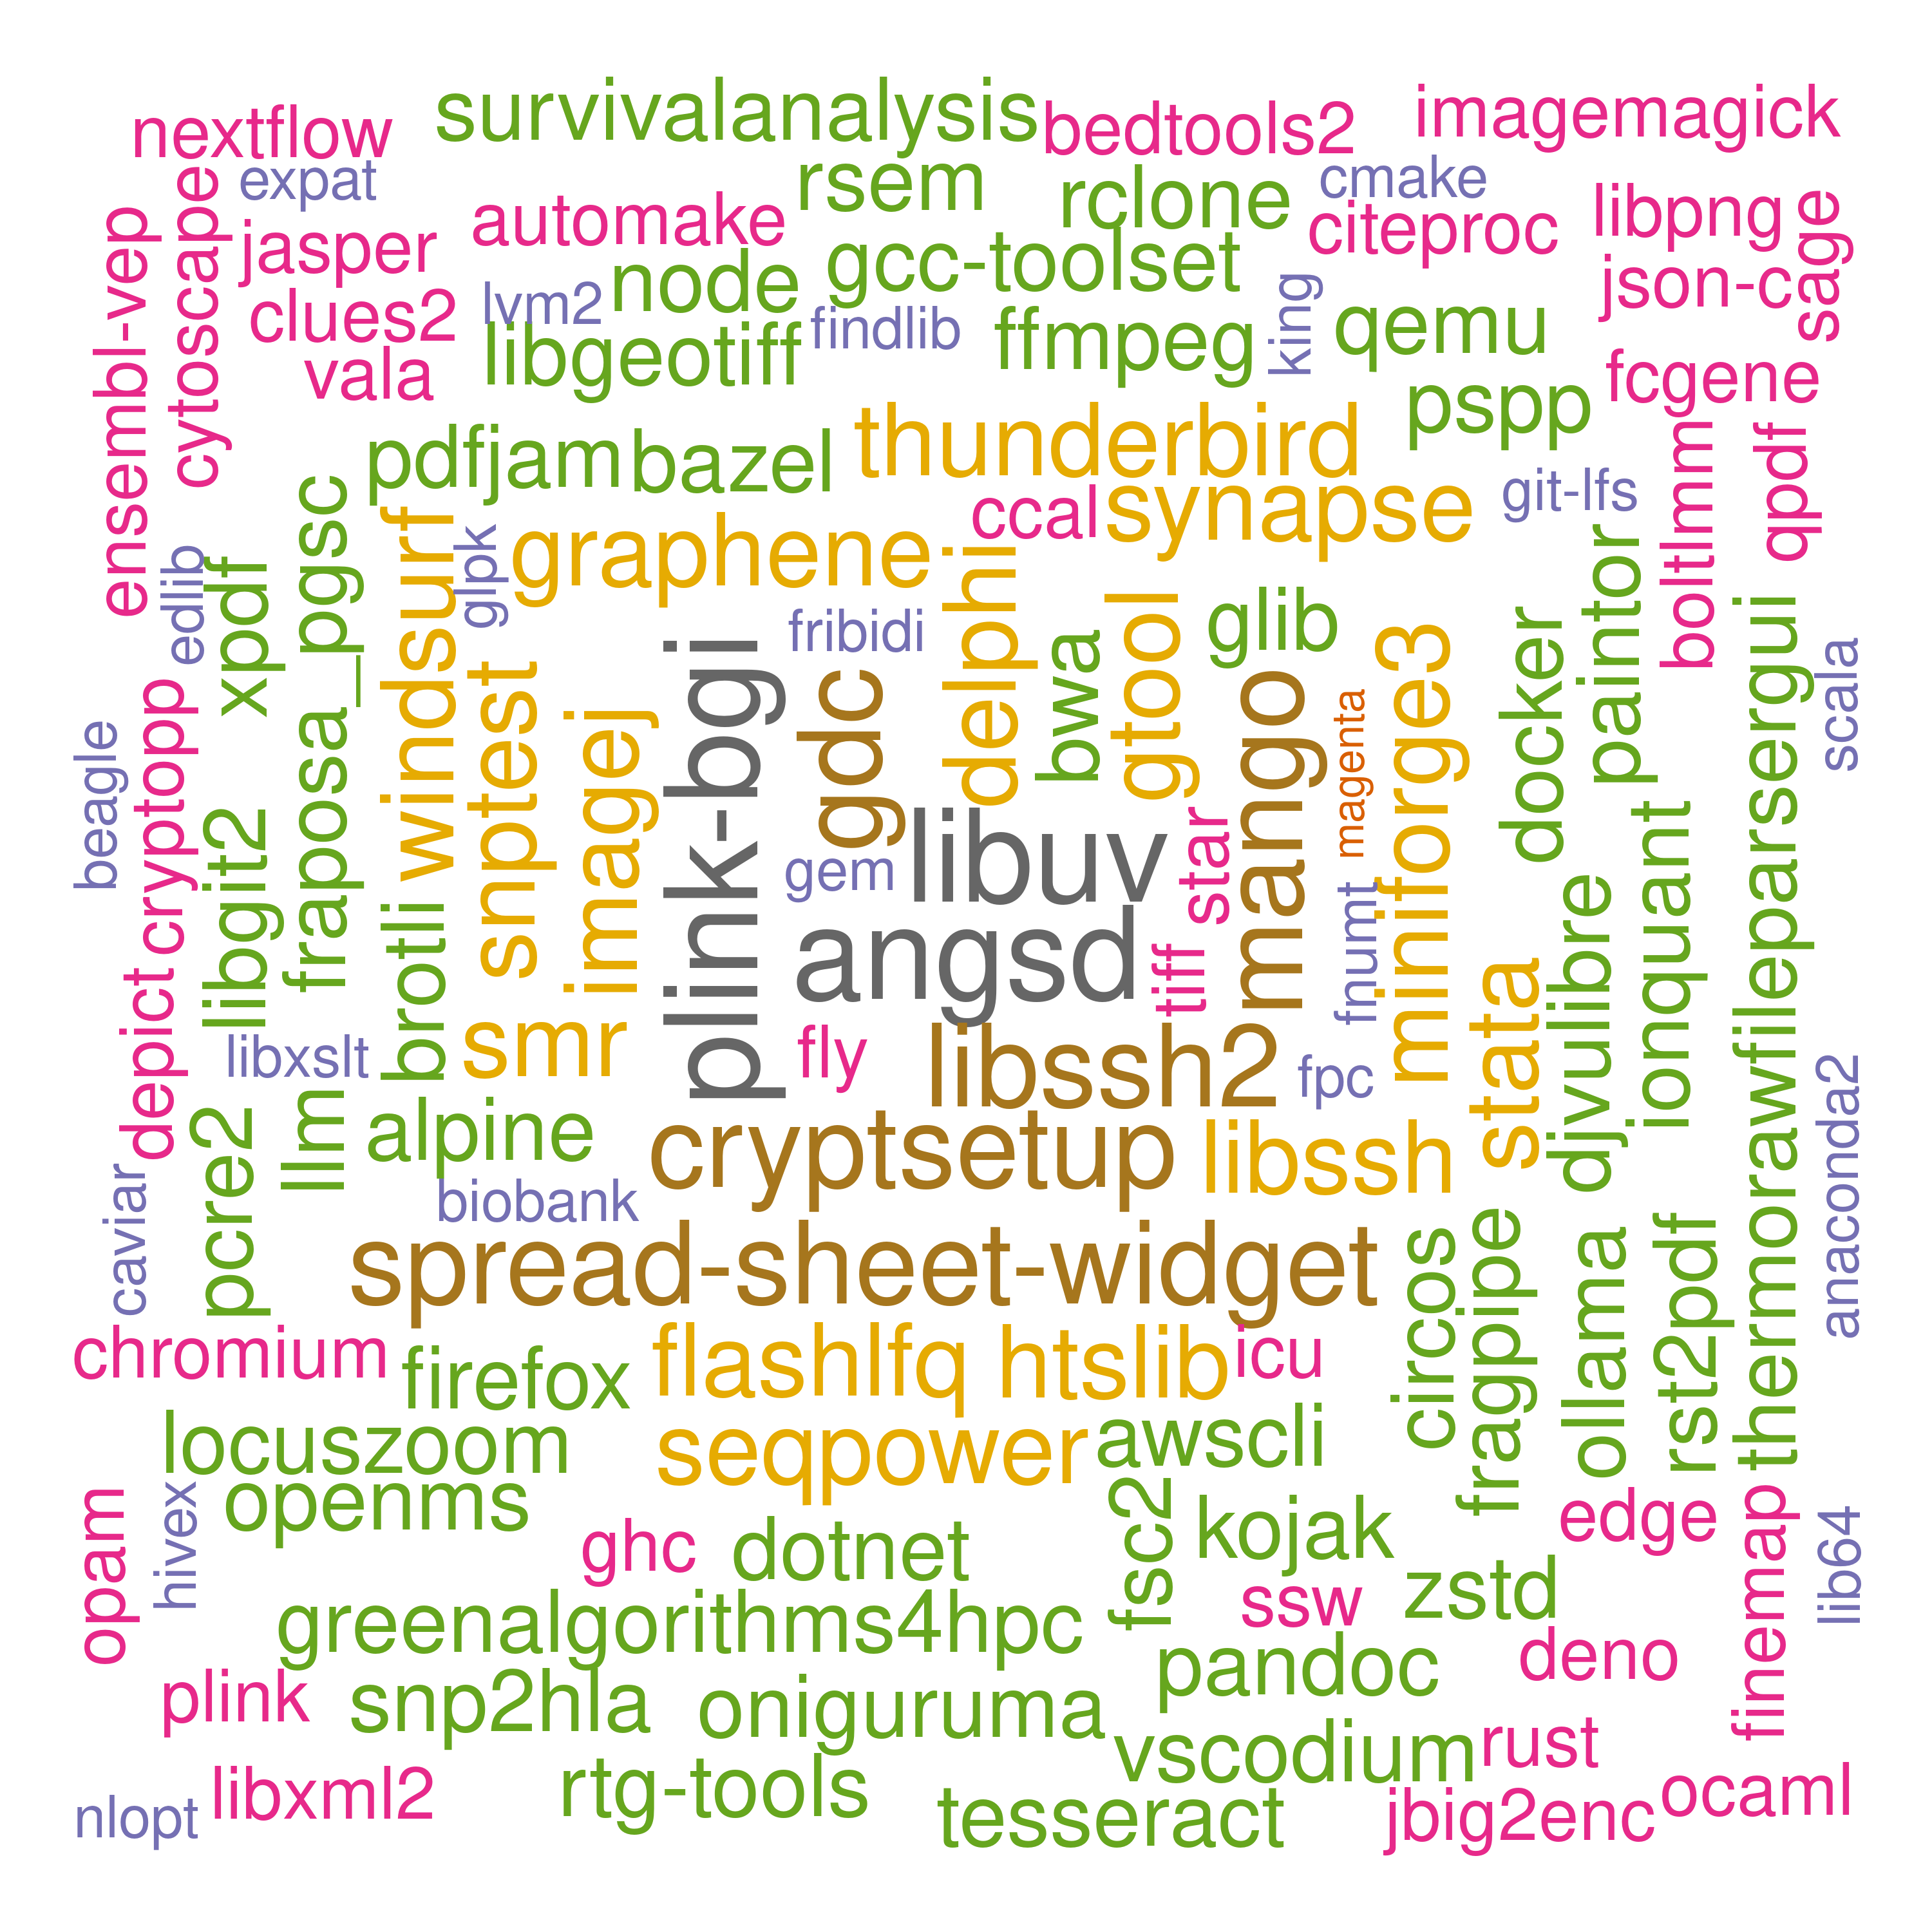 survivalanalysis
imagemagick
bedtools2
nextflow
expat
rsem
rclone
cmake
libpng
sage
automake
citeproc
jasper
cytoscape
ensembl-vep
node
gcc-toolset
json-c
clues2
lvm2
findlib
king
qemu
libgeotiff
ffmpeg
vala
fcgene
pspp
thunderbird
pdfjam
bazel
boltlmm
qpdf
git-lfs
synapse
ccal
graphene
glpk
windsurf
fraposa_pgsc
xpdf
edlib
delphi
fribidi
glib
gtool
bwa
paintor
docker
thermorawfileparsergui
scala
miniforge3
magenta
mango
gdc
plink-bgi
imagej
snptest
cryptopp
beagle
libgit2
libuv
gem
star
fnumt
ionquant
djvulibre
brotli
angsd
tiff
stata
depict
smr
fly
libssh2
fpc
libxslt
llm
alpine
pcre2
cryptsetup
libssh
anaconda2
caviar
biobank
spread-sheet-widget
circos
fragpipe
ollama
rst2pdf
chromium
firefox
flashlfq
htslib
icu
locuszoom
seqpower
awscli
openms
hivex
opam
ghc
dotnet
fsc2
kojak
edge
finemap
lib64
ssw
zstd
greenalgorithms4hpc
pandoc
deno
plink
snp2hla
oniguruma
vscodium
rust
libxml2
rtg-tools
ocaml
nlopt
tesseract
jbig2enc